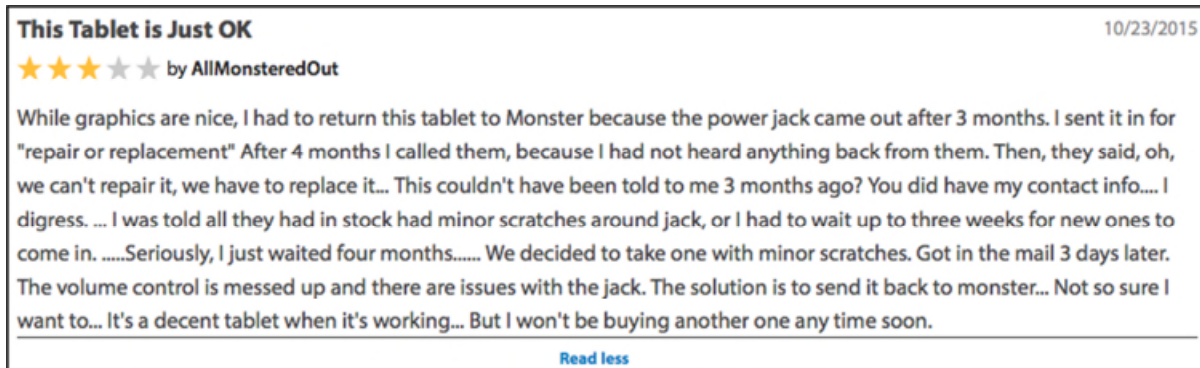 This Tablet is Just OK 10/23/2015
by AllMonsteredOut
While graphics are nice, I had to return this tablet to Monster because the power jack came out after 3 months. I sent it in for
"repair or replacement" After 4 months I called them, because I had not heard anything back from them. Then, they said, oh,
we can't repair it, we have to replace it... This couldn't have been told to me 3 months ago? You did have my contact info.... I
digress. ... I was told all they had in stock had minor scratches around jack, or I had to wait up to three weeks for new ones to
come in. .....Seriously, I just waited four months...... We decided to take one with minor scratches. Got in the mail 3 days later.
The volume control is messed up and there are issues with the jack. The solution is to send it back to monster... Not so sure I
want to... It's a decent tablet when it's working... But I won't be buying another one any time soon.
Read less